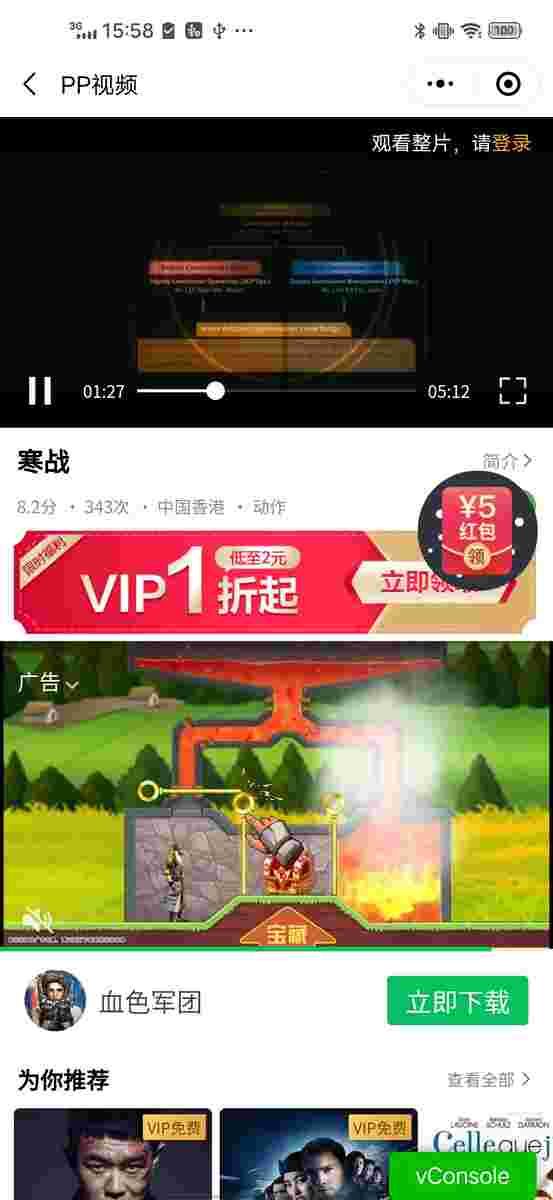 3G 15:58 100
PP视频
观看整片，请登录
01:27 05:12
寒战
简介
8.2分 · 343次 · 中国香港 · 动作
¥5
红包
领
限时福利
VIP1折起
低至2元
立即领
广告
宝藏
血色军团
立即下载
为你推荐
查看全部
VIP免费
VIP免费
vConsole